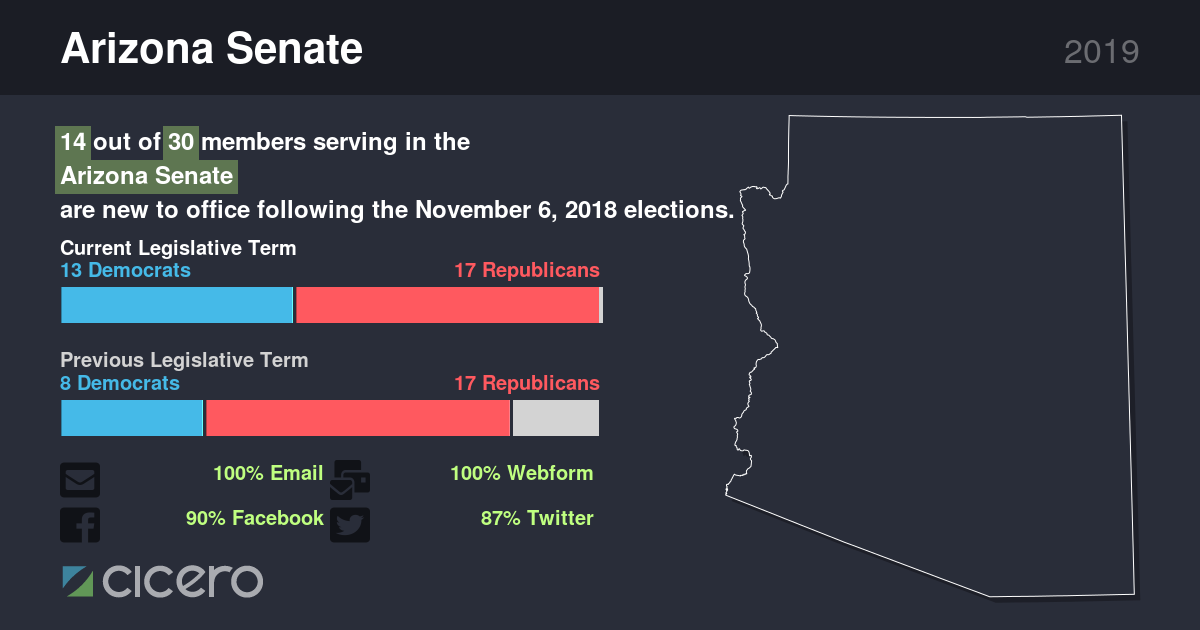 Arizona Senate
2019
14 out of 30 members serving in the
Arizona Senate
are new to office following the November 6, 2018 elections.
Current Legislative Term
13 Democrats 17 Republicans
Previous Legislative Term
8 Democrats 17 Republicans
100% Email 100% Webform
90% Facebook 87% Twitter
cicero